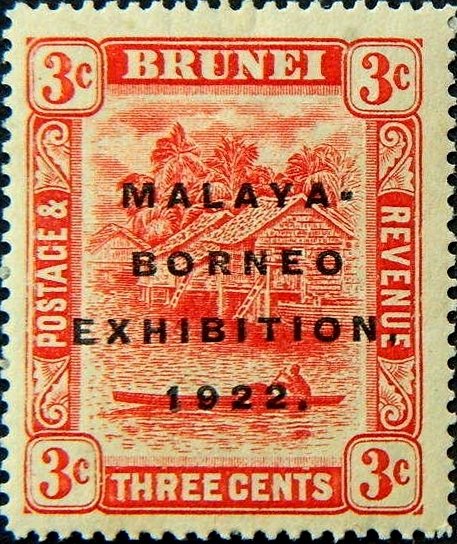 3c BRUNEI 3c
POSTAGE &
REVENUE
MALAYA-
BORNEO
EXHIBITION
1922.
3c THREE CENTS 3c